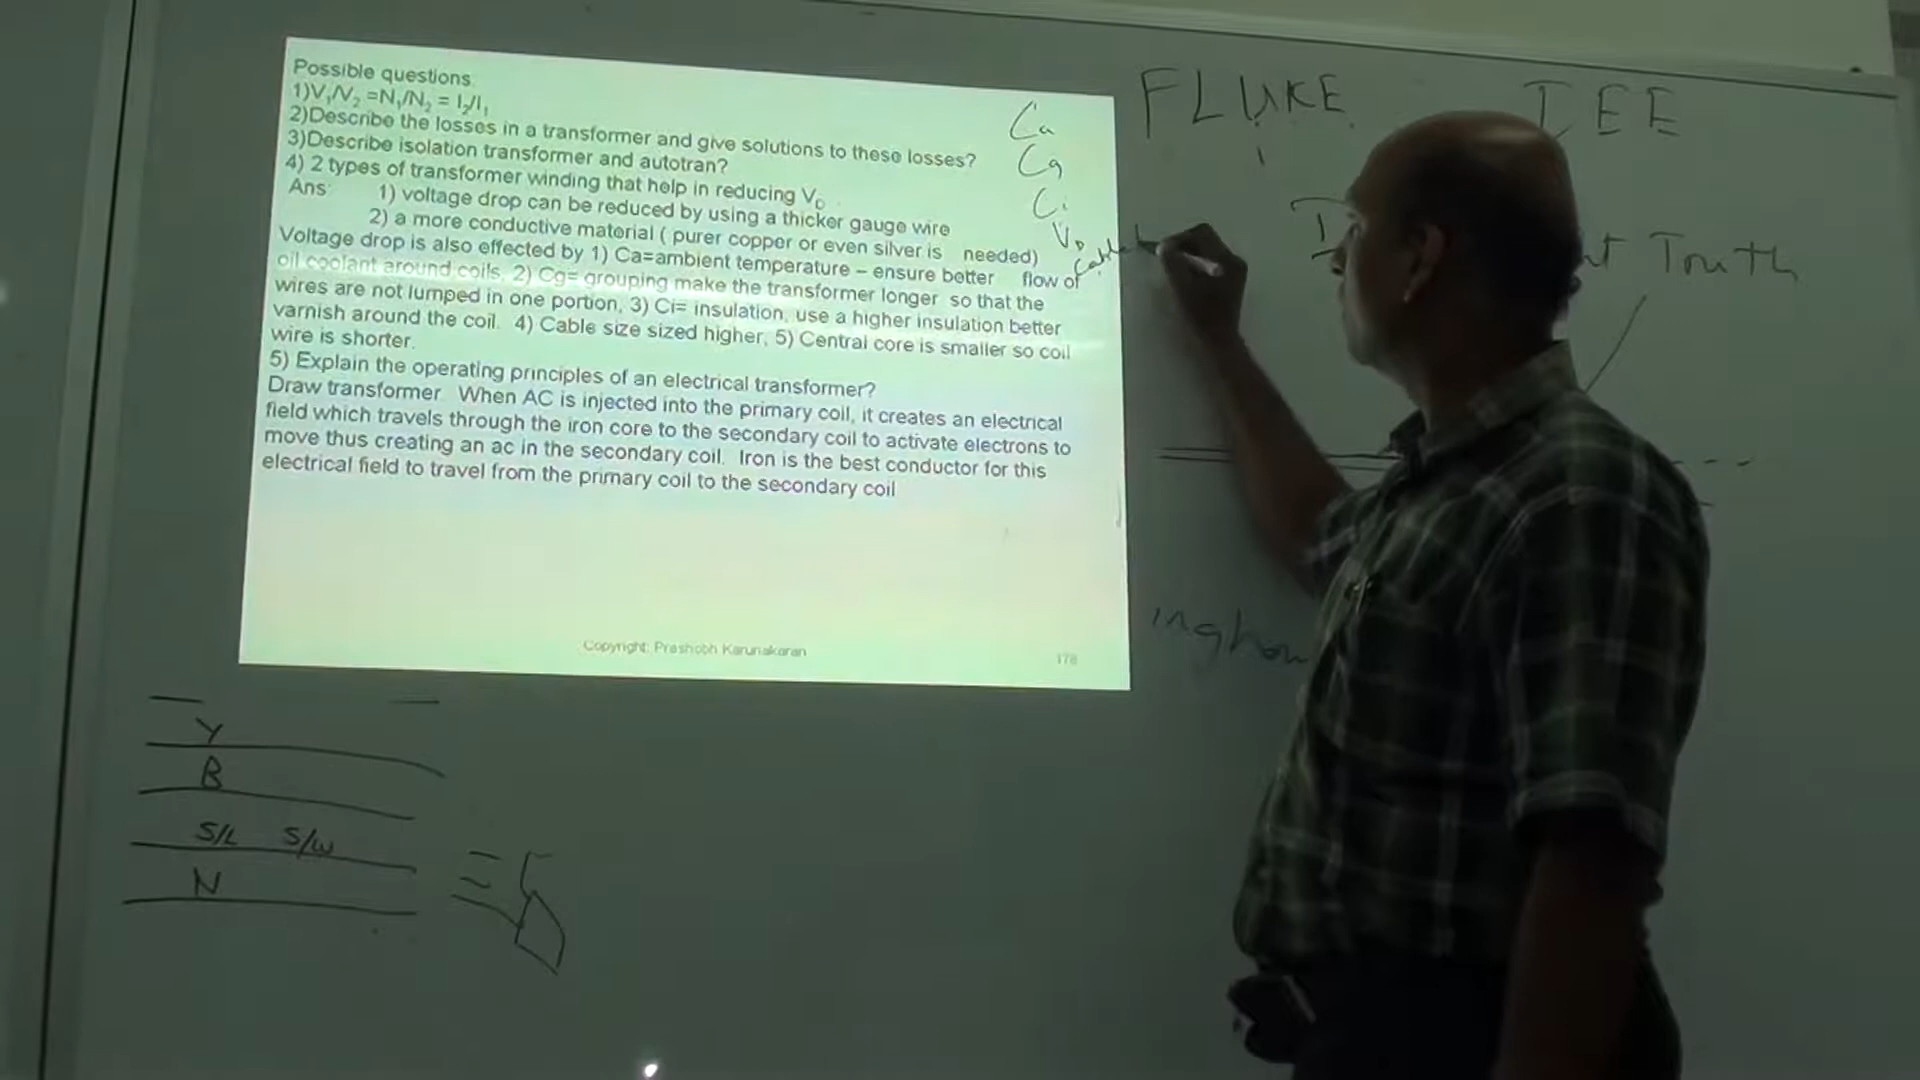 Possible questions
1)V₁/V₂ =N₁/N₂ = I₂/I₁
2)Describe the losses in a transformer and give solutions to these losses?
3)Describe isolation transformer and autotran?
4) 2 types of transformer winding that help in reducing V_D
Ans: 1) voltage drop can be reduced by using a thicker gauge wire
2) a more conductive material ( purer copper or even silver is needed)
Voltage drop is also effected by 1) Ca=ambient temperature – ensure better flow of
oil coolant around coils, 2) Cg= grouping make the transformer longer so that the
wires are not lumped in one portion, 3) Ci= insulation, use a higher insulation better
varnish around the coil. 4) Cable size sized higher, 5) Central core is smaller so coil
wire is shorter.
5) Explain the operating principles of an electrical transformer?
Draw transformer. When AC is injected into the primary coil, it creates an electrical
field which travels through the iron core to the secondary coil to activate electrons to
move thus creating an ac in the secondary coil. Iron is the best conductor for this
electrical field to travel from the primary coil to the secondary coil
Copyright: Prashobh Karunakaran
178
Ca
Cg
Ci
V_D
FLUKE
IEE
Truth
Y
B
S/L S/W
N